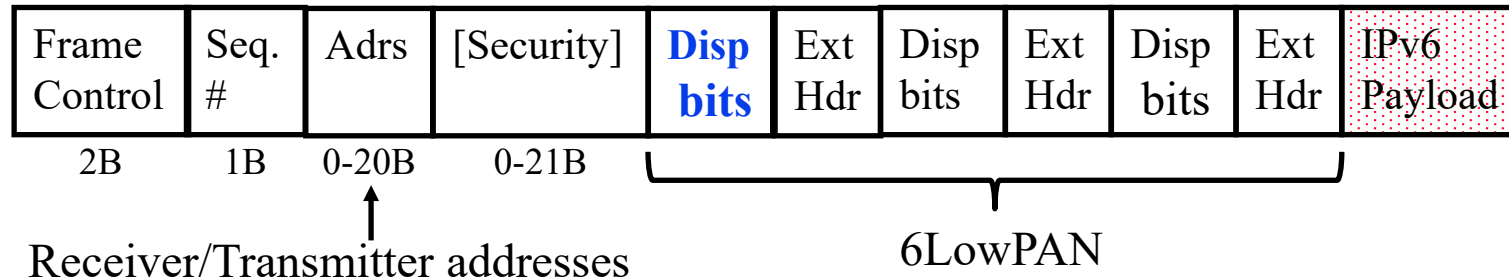 Frame Control
Seq. #
Adrs
[Security]
Disp bits
Ext Hdr
Disp bits
Ext Hdr
Disp bits
Ext Hdr
IPv6 Payload
2B
1B
0-20B
0-21B
Receiver/Transmitter addresses
6LowPAN